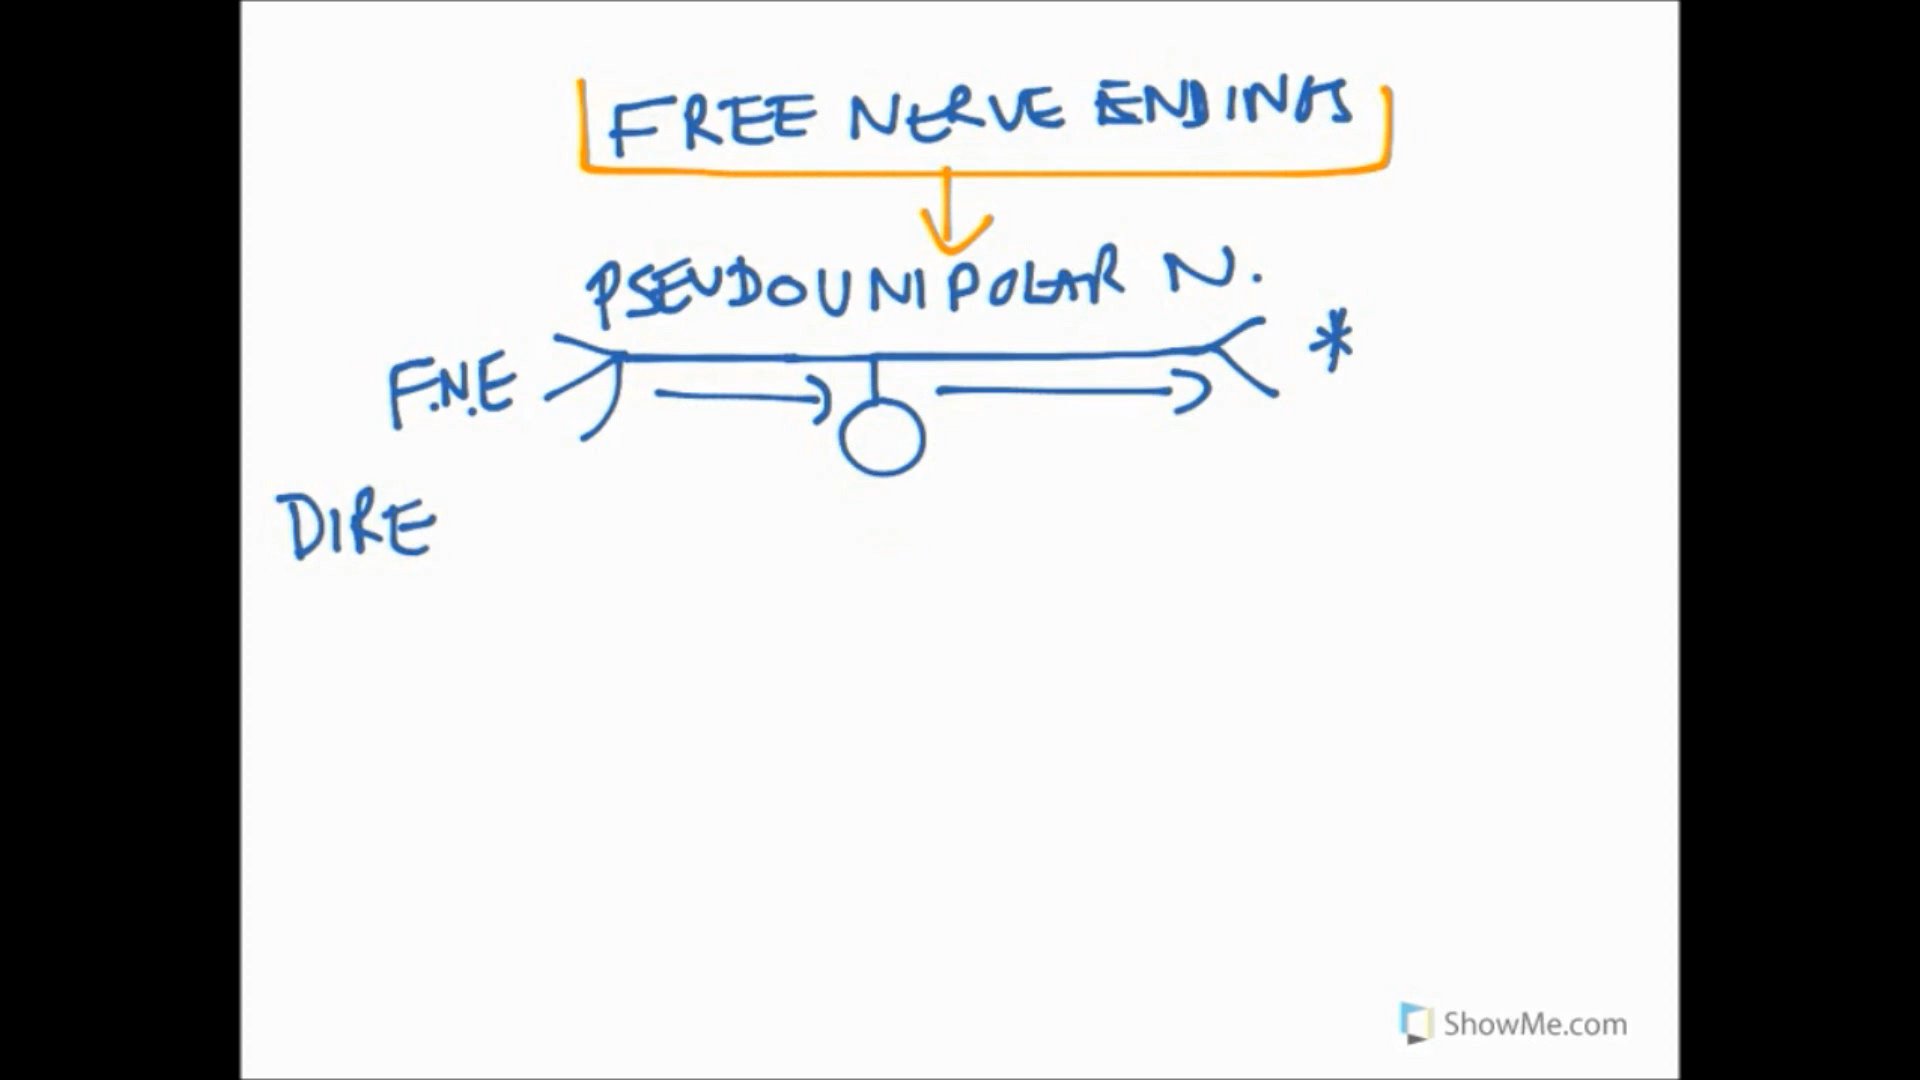 FREE NERVE ENDINGS
PSEUDOUNIPOLAR N.
F.N.E
*
DIRE
ShowMe.com